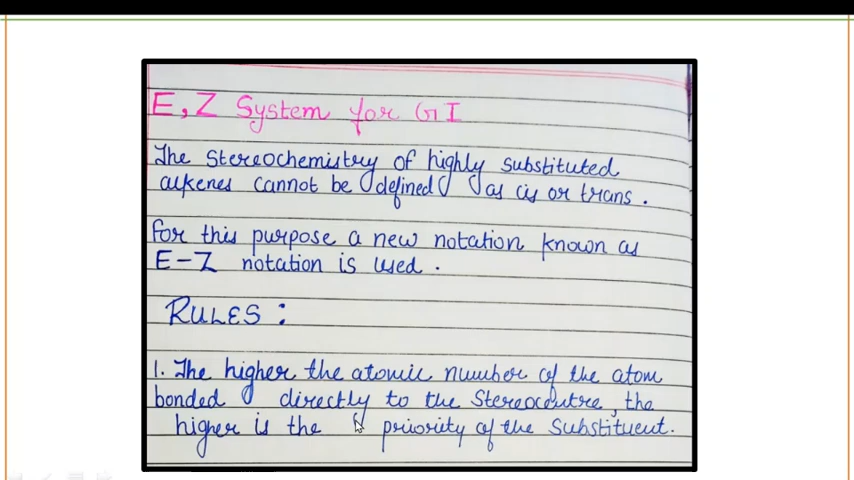 E, Z System for GI
The stereochemistry of highly substituted
alkenes cannot be defined as cis or trans.
For this purpose a new notation known as
E-Z notation is used.
RULES:
1. The higher the atomic number of the atom
bonded directly to the Stereocentre, the
higher is the priority of the Substituent.